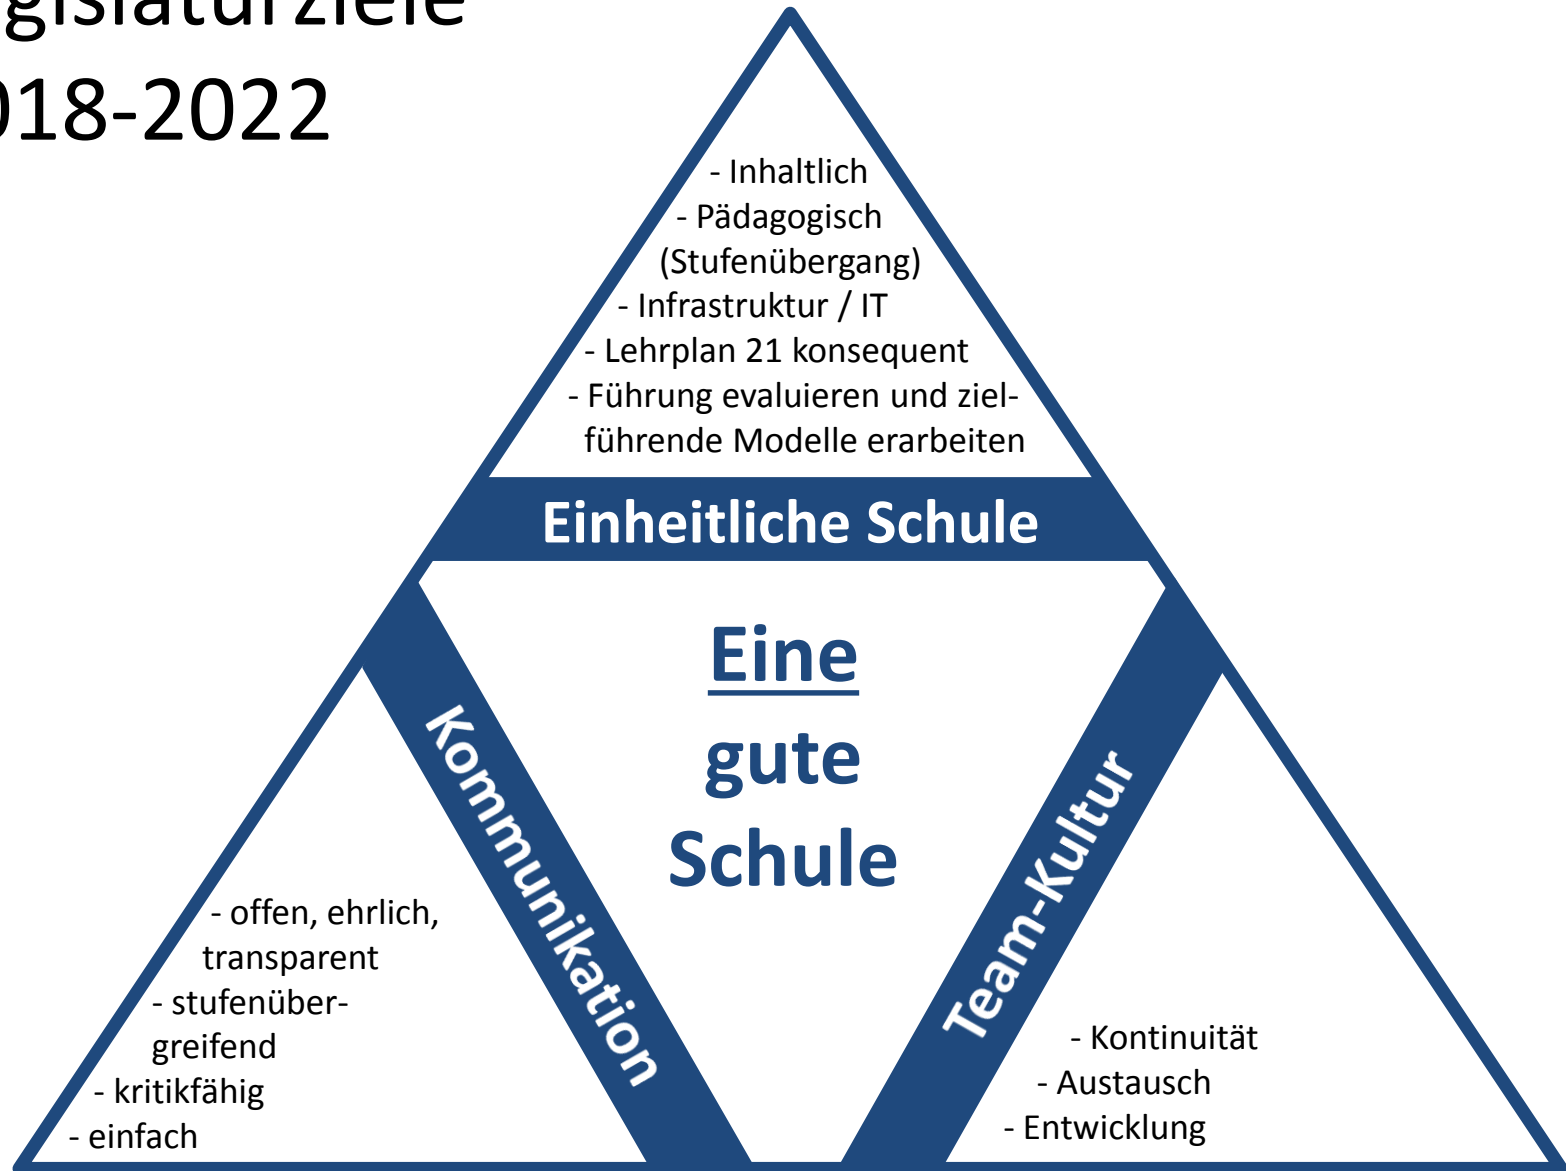 gislaturziele
018-2022
- Inhaltlich
- Pädagogisch
(Stufenübergang)
- Infrastruktur / IT
- Lehrplan 21 konsequent
- Führung evaluieren und ziel-
führende Modelle erarbeiten
Einheitliche Schule
Eine
gute
Schule
Kommunikation
Team-Kultur
- offen, ehrlich,
transparent
- stufenüber-
greifend
- kritikfähig
- einfach
- Kontinuität
- Austausch
- Entwicklung